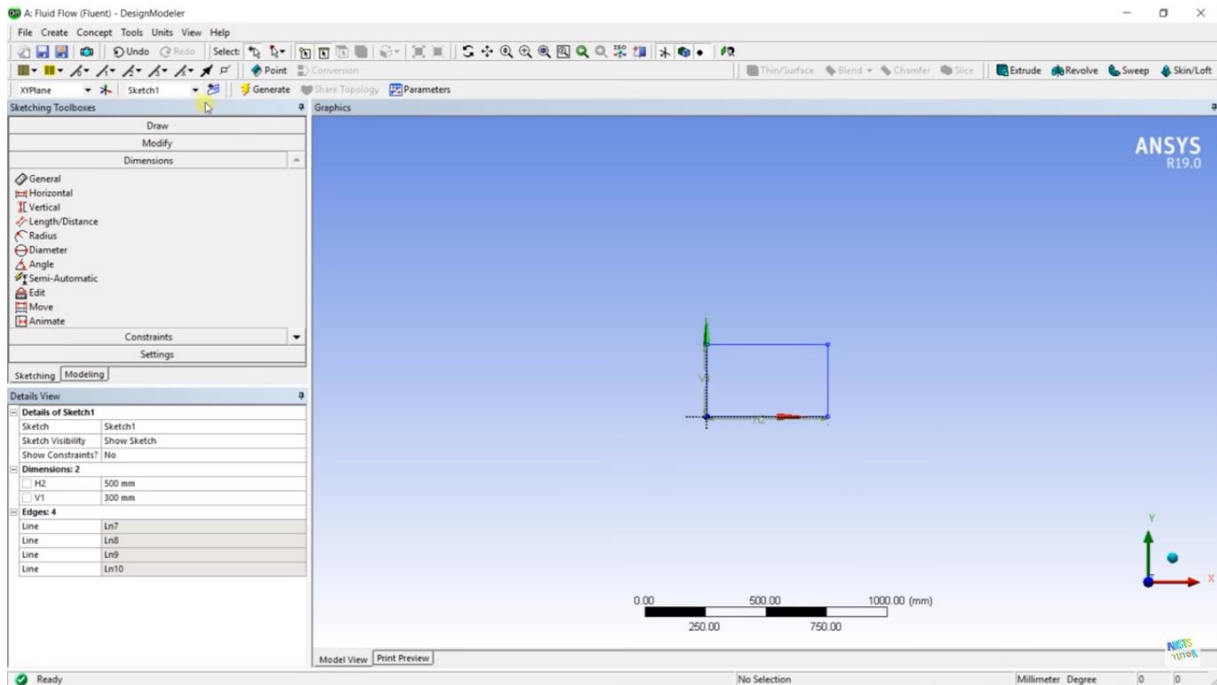 A: Fluid Flow (Fluent) - DesignModeler
File Create Concept Tools Units View Help
Undo Redo Select:
Point Conversion Thin/Surface Blend Chamfer Slice Extrude Revolve Sweep Skin/Loft
XYPlane Sketch1 Generate Share Topology Parameters
Sketching Toolboxes
Draw
Modify
Dimensions
General
Horizontal
Vertical
Length/Distance
Radius
Diameter
Angle
Semi-Automatic
Edit
Move
Animate
Constraints
Settings
Sketching Modeling
Details View
Details of Sketch1
Sketch Sketch1
Sketch Visibility Show Sketch
Show Constraints? No
Dimensions: 2
H2 500 mm
V1 300 mm
Edges: 4
Line Ln7
Line Ln8
Line Ln9
Line Ln10
Graphics
ANSYS
R19.0
H2
Y
X
0.00 500.00 1000.00 (mm)
250.00 750.00
ANSYS
TUTOR
Model View Print Preview
Ready No Selection Millimeter Degree 0 0